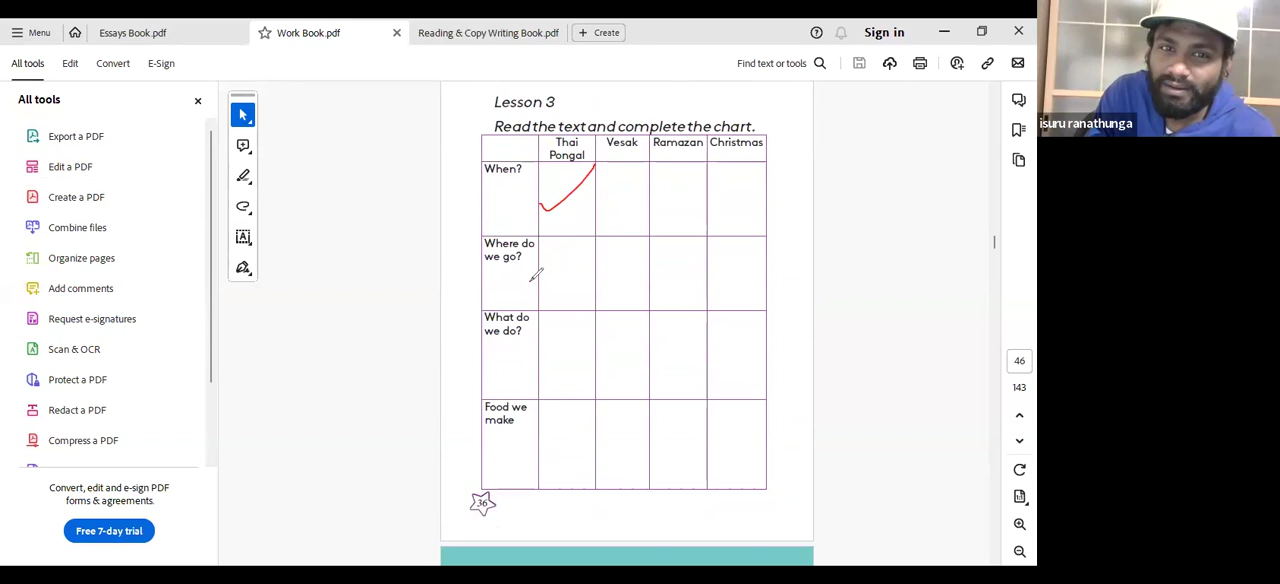 Menu
Essays Book.pdf
Work Book.pdf
Reading & Copy Writing Book.pdf
+ Create
Sign in
All tools
Edit
Convert
E-Sign
Find text or tools
All tools
Export a PDF
Edit a PDF
Create a PDF
Combine files
Organize pages
Add comments
Request e-signatures
Scan & OCR
Protect a PDF
Redact a PDF
Compress a PDF
Convert, edit and e-sign PDF
forms & agreements.
Free 7-day trial
Lesson 3
Read the text and complete the chart.
Thai
Pongal
Vesak
Ramazan
Christmas
When?
Where do
we go?
What do
we do?
Food we
make
36
46
143
isuru ranathunga